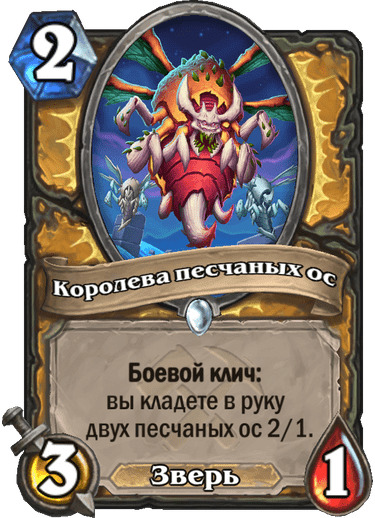 2
Королева песчаных ос
Боевой клич:
вы кладете в руку
двух песчаных ос 2/1.
3
Зверь
1